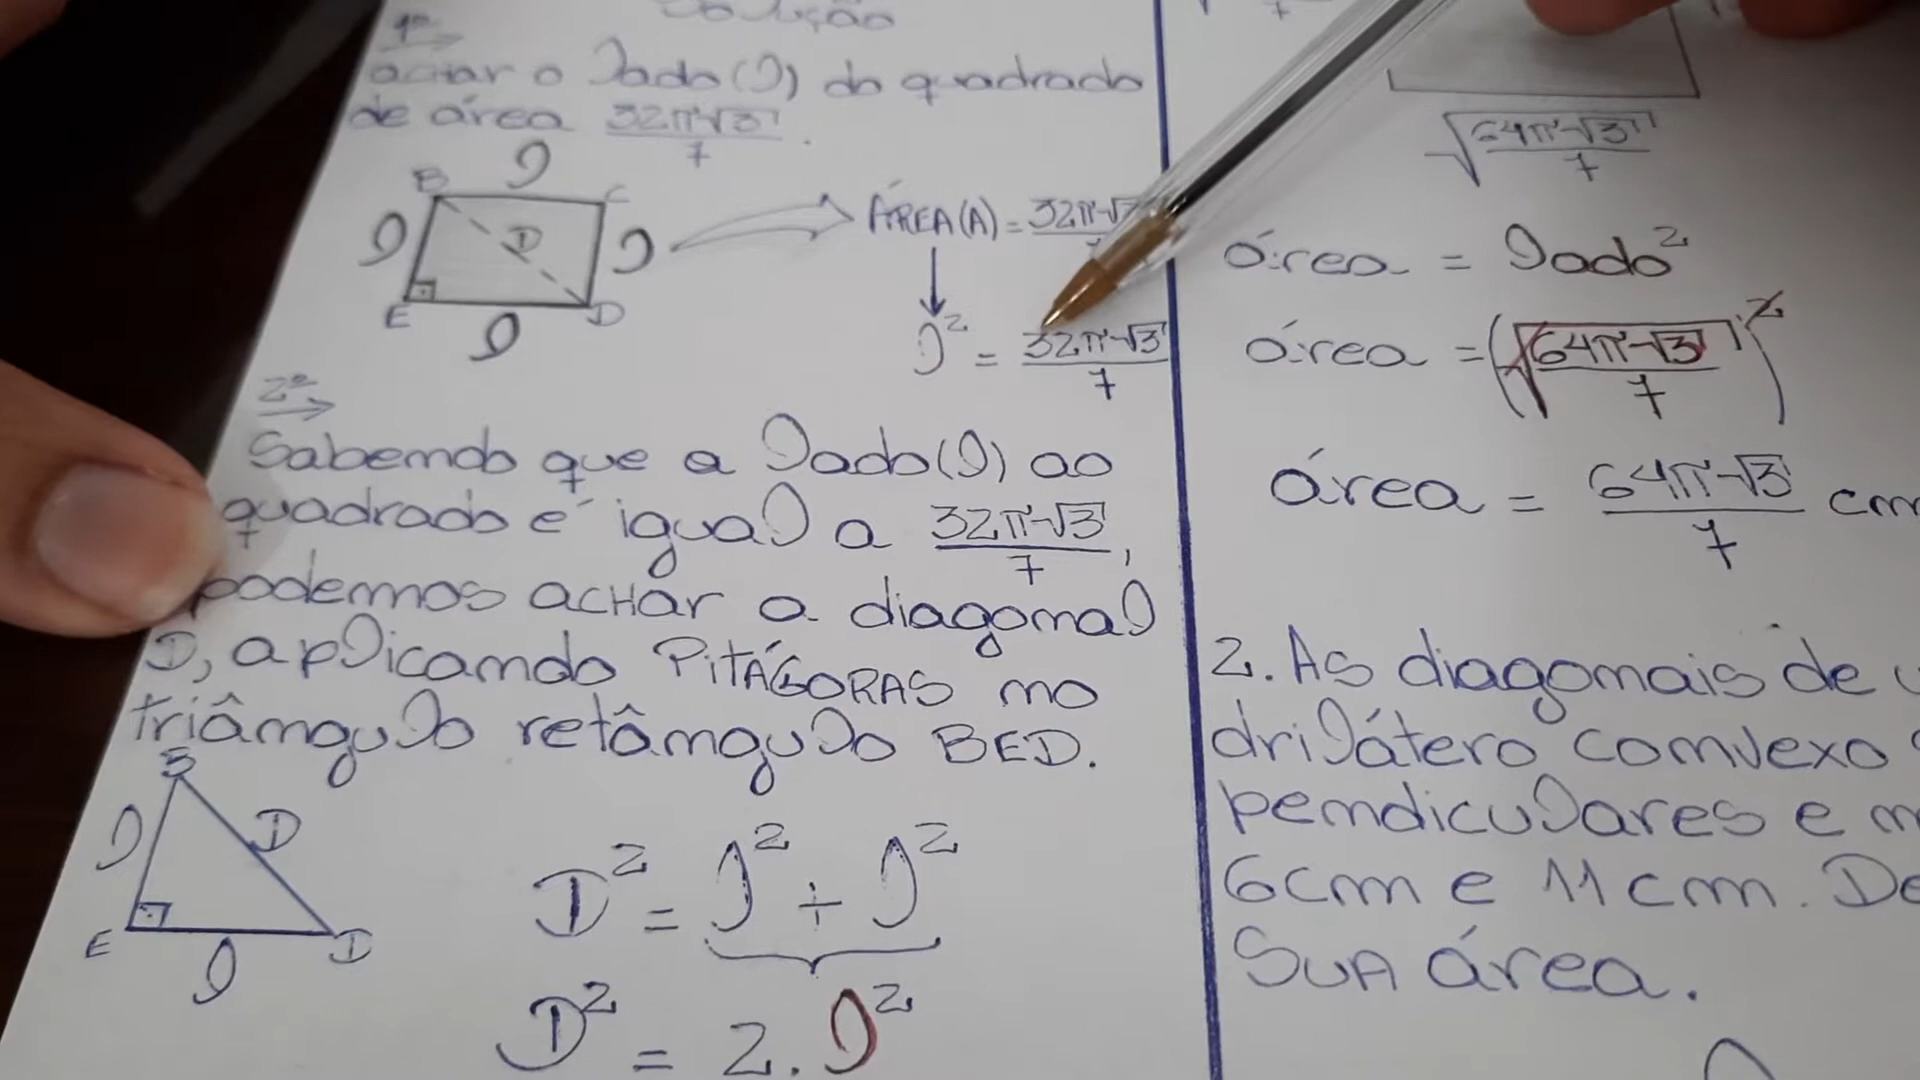 Solução
1º
achar o lado(l) do quadrado
de área 32π√3/7.
l
B C
l D l
E D
l
ÁREA(A) = 32π√
l² = 32π√3/7
2º
Sabendo que a lado(l) ao
quadrado é igual a 32π√3/7,
podemos acHar a diagonal
D, aplicando PITÁGORAS no
triângulo retângulo BED.
B
l D
E D
l
D² = l² + l²
D² = 2.l²
√(64π√3/7)
área = lado²
área = (√(64π√3/7))²
área = 64π√3/7 cm
2. As diagonais de
drilátero convexo
pendiculares e
6cm e 11cm. De
SUA área.